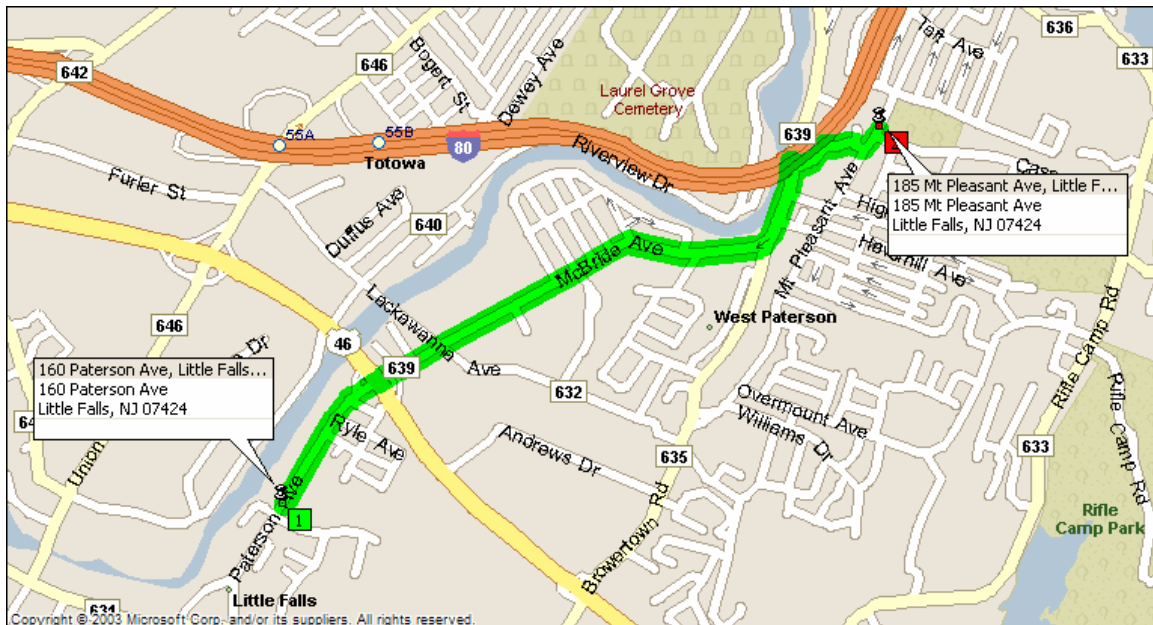 Taft Ave
636
633
642
646
Bogert St
Dewey Ave
Laurel Grove
Cemetery
639
55A
55B
80
Totowa
Riverview Dr
Furler St
Duffus Ave
640
Mt Pleasant Ave
185 Mt Pleasant Ave, Little F...
185 Mt Pleasant Ave
Little Falls, NJ 07424
Haverhill Ave
McBride Ave
Lackawanna Ave
West Paterson
646
46
639
632
Rifle Camp Rd
Rifle Camp Rd
160 Paterson Ave, Little Falls...
160 Paterson Ave
Little Falls, NJ 07424
Ryle Ave
Overmount Ave
Williams Dr
Andrews Dr
635
633
Union
Browertown Rd
1
Paterson Ave
Rifle
Camp Park
Little Falls
631
Copyright © 2003 Microsoft Corp. and/or its suppliers. All rights reserved.